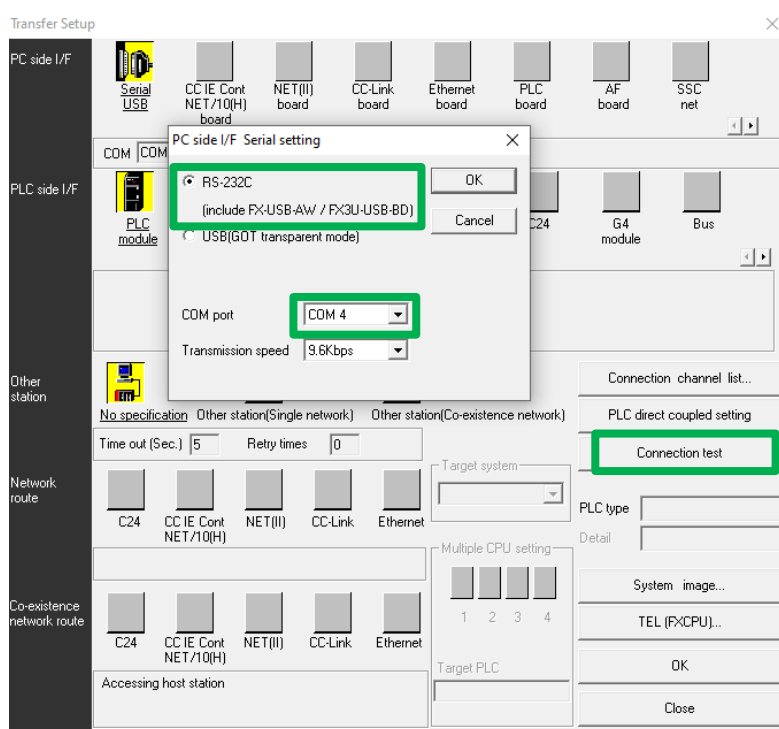 Transfer Setup
PC side I/F
Serial
USB
CC IE Cont
NET/10(H)
board
NET(II)
board
CC-Link
board
Ethernet
board
PLC
board
AF
board
SSC
net
COM COM
PC side I/F Serial setting
RS-232C
(include FX-USB-AW / FX3U-USB-BD)
USB(GOT transparent mode)
OK
Cancel
COM port
COM 4
Transmission speed
9.6Kbps
PLC side I/F
PLC
module
C24
G4
module
Bus
Other
station
No specification
Other station(Single network)
Other station(Co-existence network)
Time out (Sec.) 5
Retry times 0
Connection channel list...
PLC direct coupled setting
Connection test
PLC type
Detail
System image...
TEL (FXCPU)...
OK
Close
Target system
Multiple CPU setting
1 2 3 4
Target PLC
Network
route
C24
CC IE Cont
NET/10(H)
NET(II)
CC-Link
Ethernet
Co-existence
network route
C24
CC IE Cont
NET/10(H)
NET(II)
CC-Link
Ethernet
Accessing host station